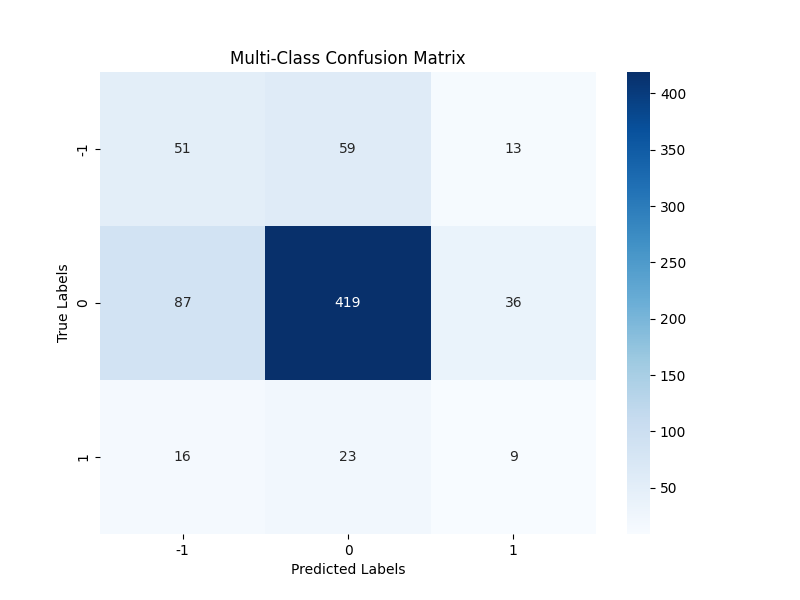 Multi-Class Confusion Matrix
-1 51 59 13
0 87 419 36
1 16 23 9
-1 0 1
True Labels
Predicted Labels
400
350
300
250
200
150
100
50